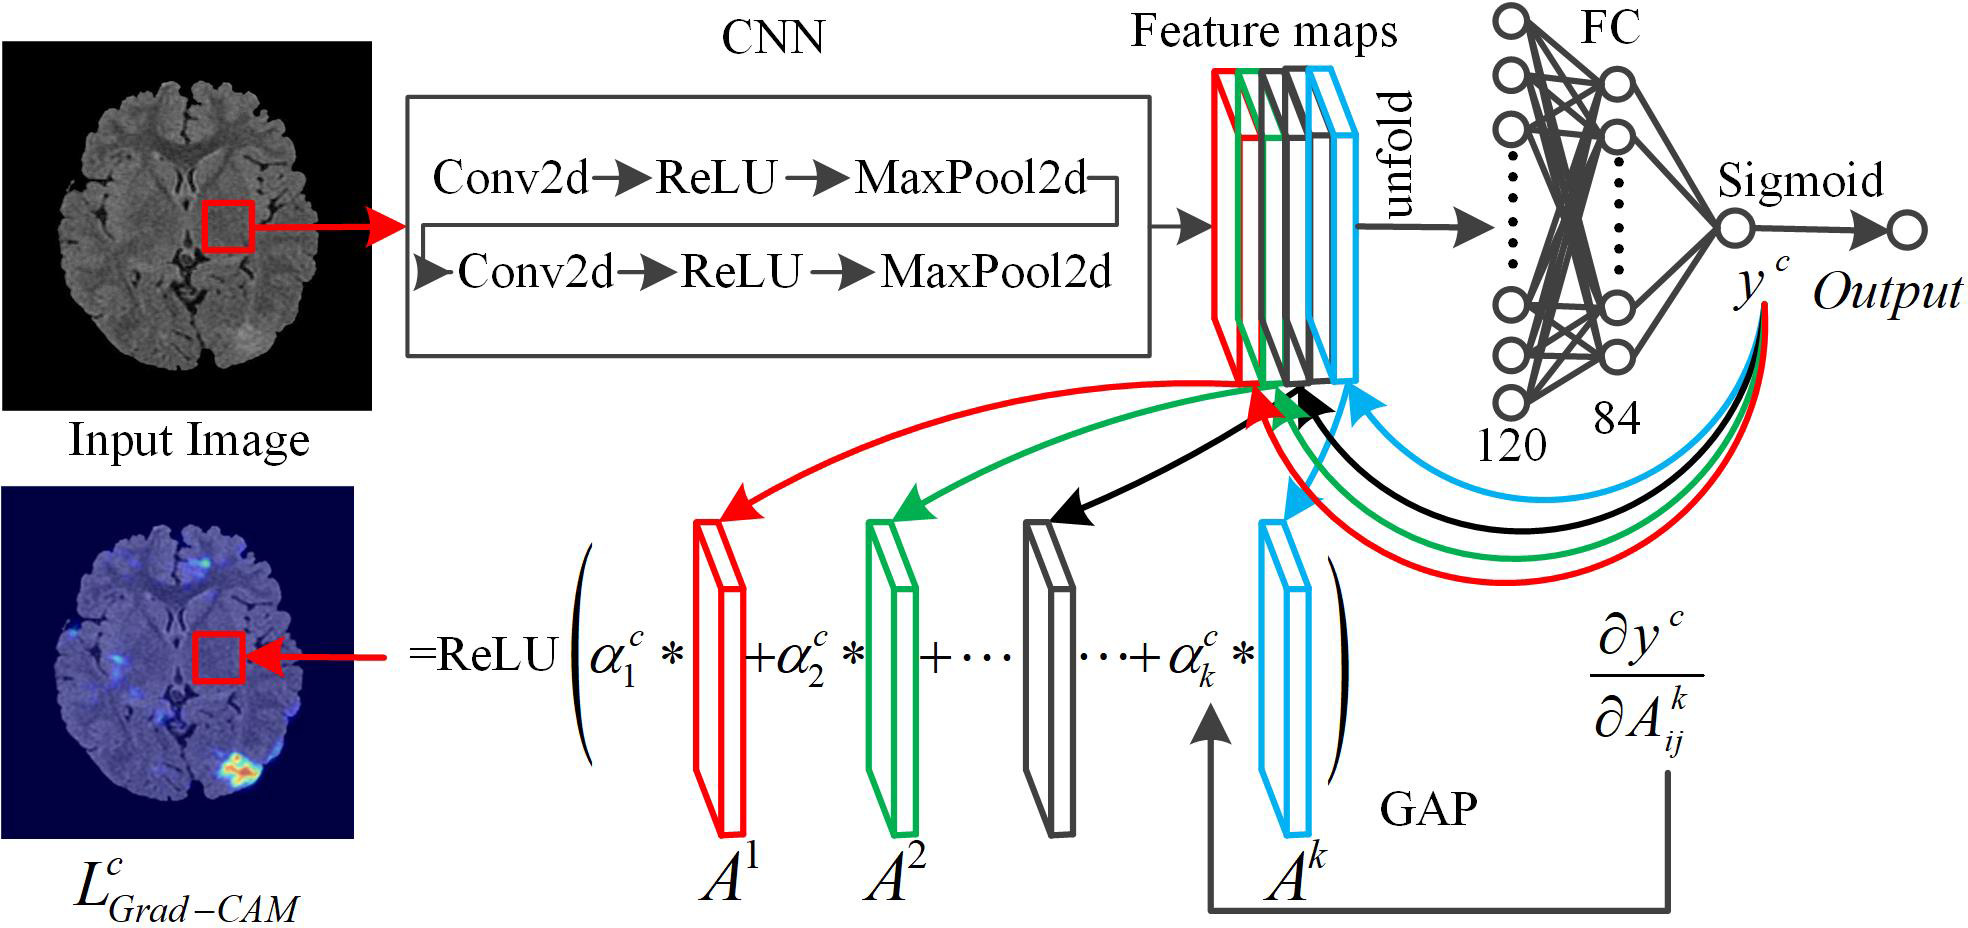 CNN
Feature maps
FC
Conv2d ReLU MaxPool2d
Conv2d ReLU MaxPool2d
unfold
Sigmoid
y^c
Output
120
84
Input Image
=ReLU(α_1^c * +α_2^c * +⋯ ⋯+α_k^c *)
∂y^c
∂A_ij^k
GAP
A^1
A^2
A^k
L^c_Grad-CAM